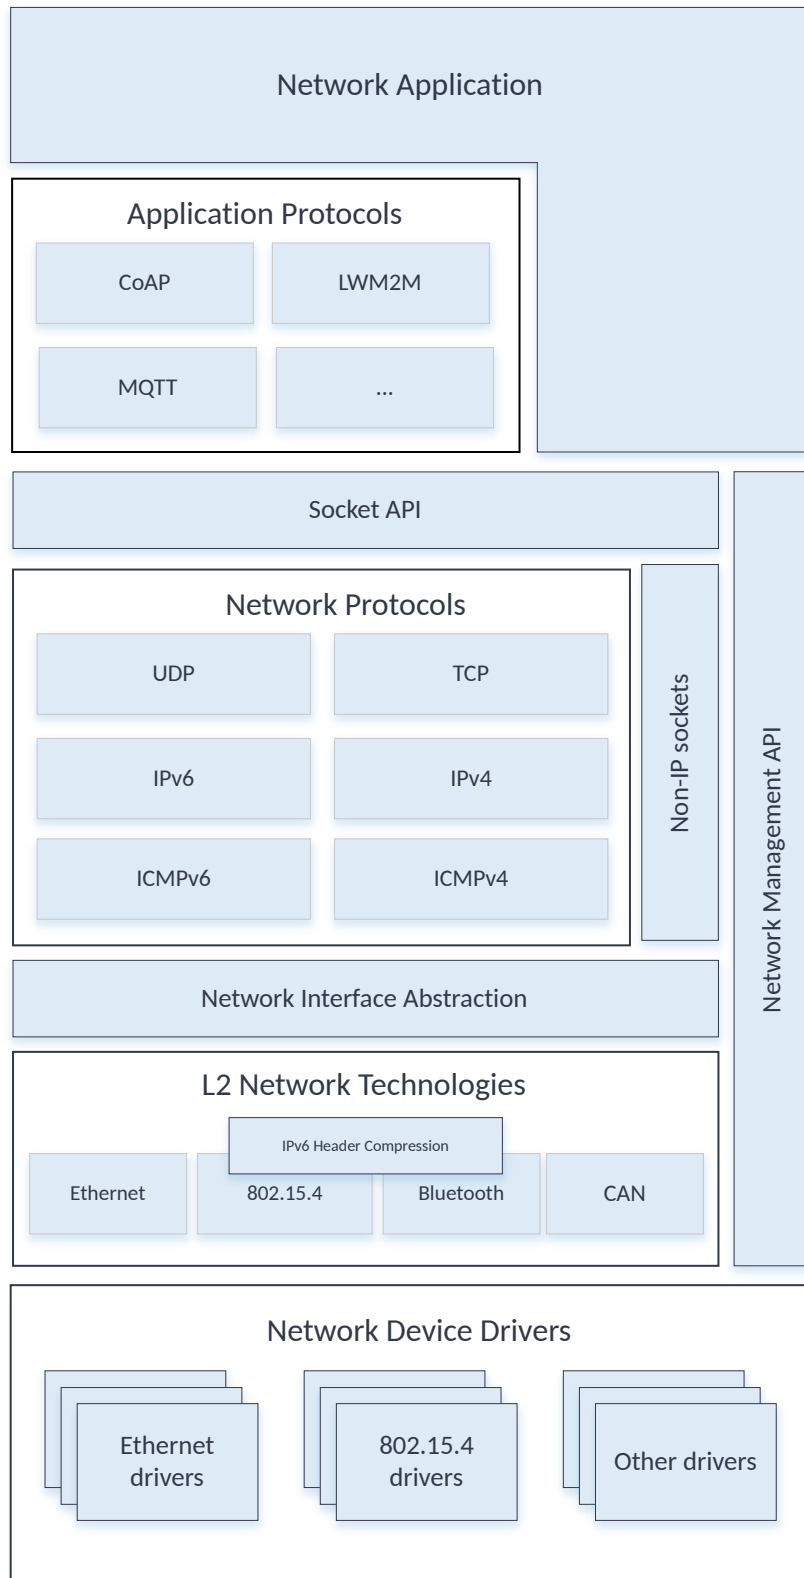 Network Application
Application Protocols
CoAP
LWM2M
MQTT
...
Socket API
Network Protocols
UDP
TCP
IPv6
IPv4
ICMPv6
ICMPv4
Non-IP sockets
Network Management API
Network Interface Abstraction
L2 Network Technologies
IPv6 Header Compression
Ethernet
802.15.4
Bluetooth
CAN
Network Device Drivers
Ethernet
drivers
802.15.4
drivers
Other drivers